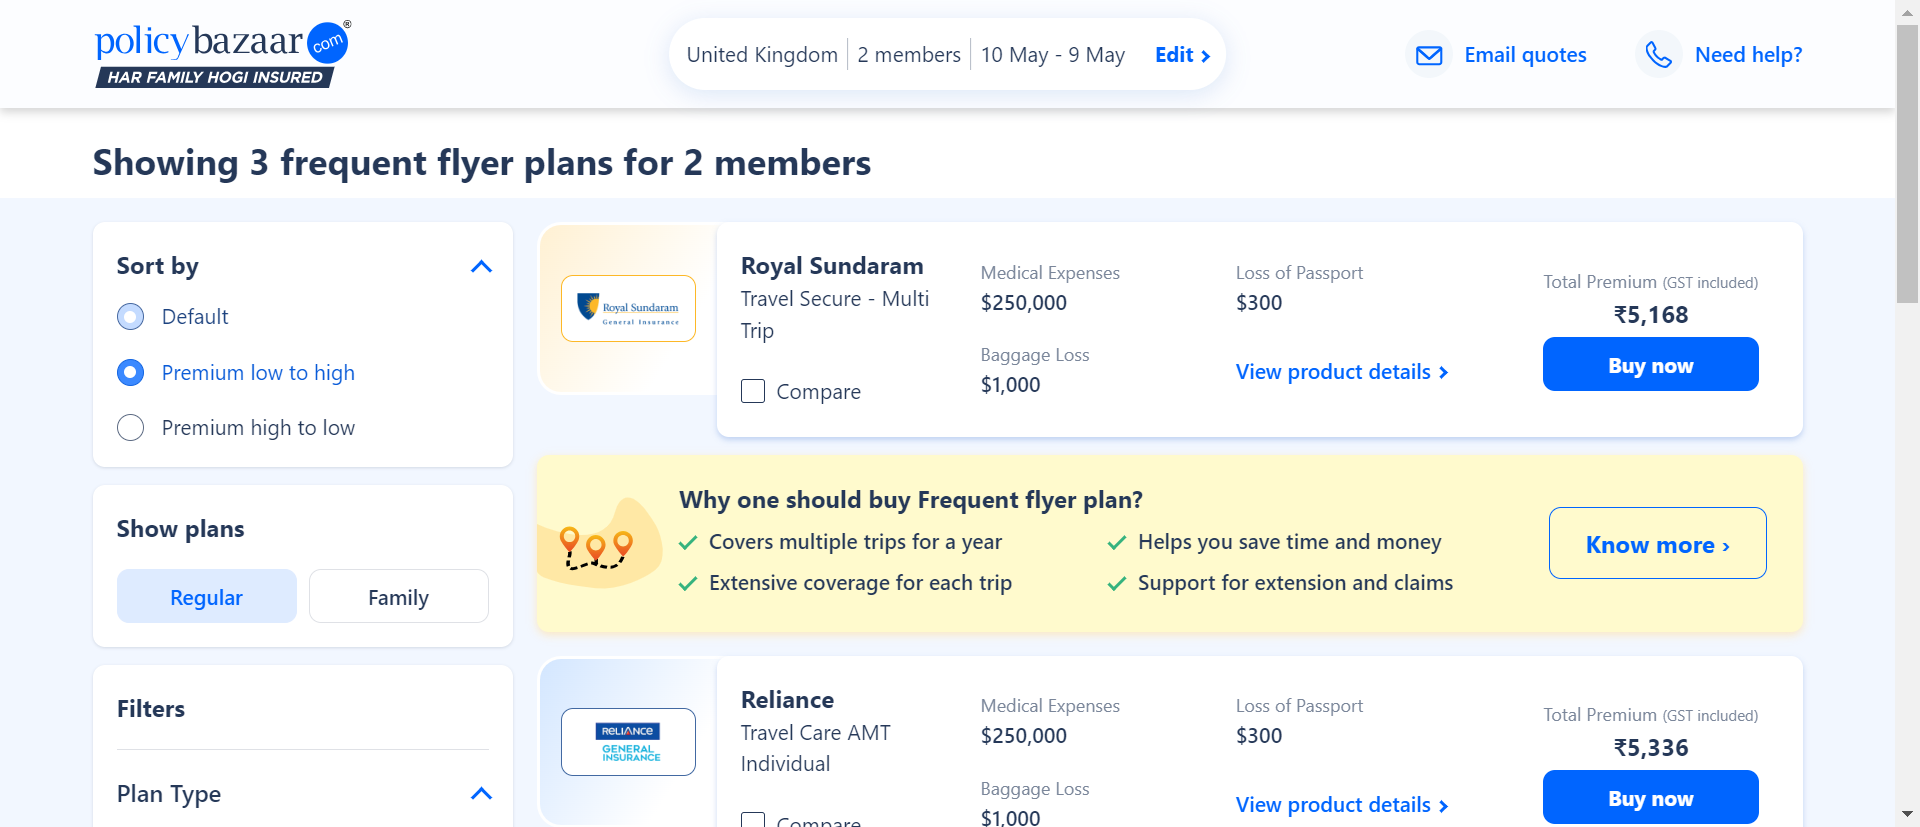 policybazaar.com®
HAR FAMILY HOGI INSURED
United Kingdom
2 members
10 May - 9 May
Edit ›
Email quotes
Need help?
Showing 3 frequent flyer plans for 2 members
Sort by
Default
Premium low to high
Premium high to low
Show plans
Regular
Family
Filters
Plan Type
Royal Sundaram
General Insurance
Royal Sundaram
Travel Secure - Multi
Trip
Compare
Medical Expenses
$250,000
Baggage Loss
$1,000
Loss of Passport
$300
View product details ›
Total Premium (GST included)
₹5,168
Buy now
Why one should buy Frequent flyer plan?
Covers multiple trips for a year
Helps you save time and money
Extensive coverage for each trip
Support for extension and claims
Know more ›
RELIANCE
GENERAL
INSURANCE
Reliance
Travel Care AMT
Individual
Compare
Medical Expenses
$250,000
Baggage Loss
$1,000
Loss of Passport
$300
View product details ›
Total Premium (GST included)
₹5,336
Buy now